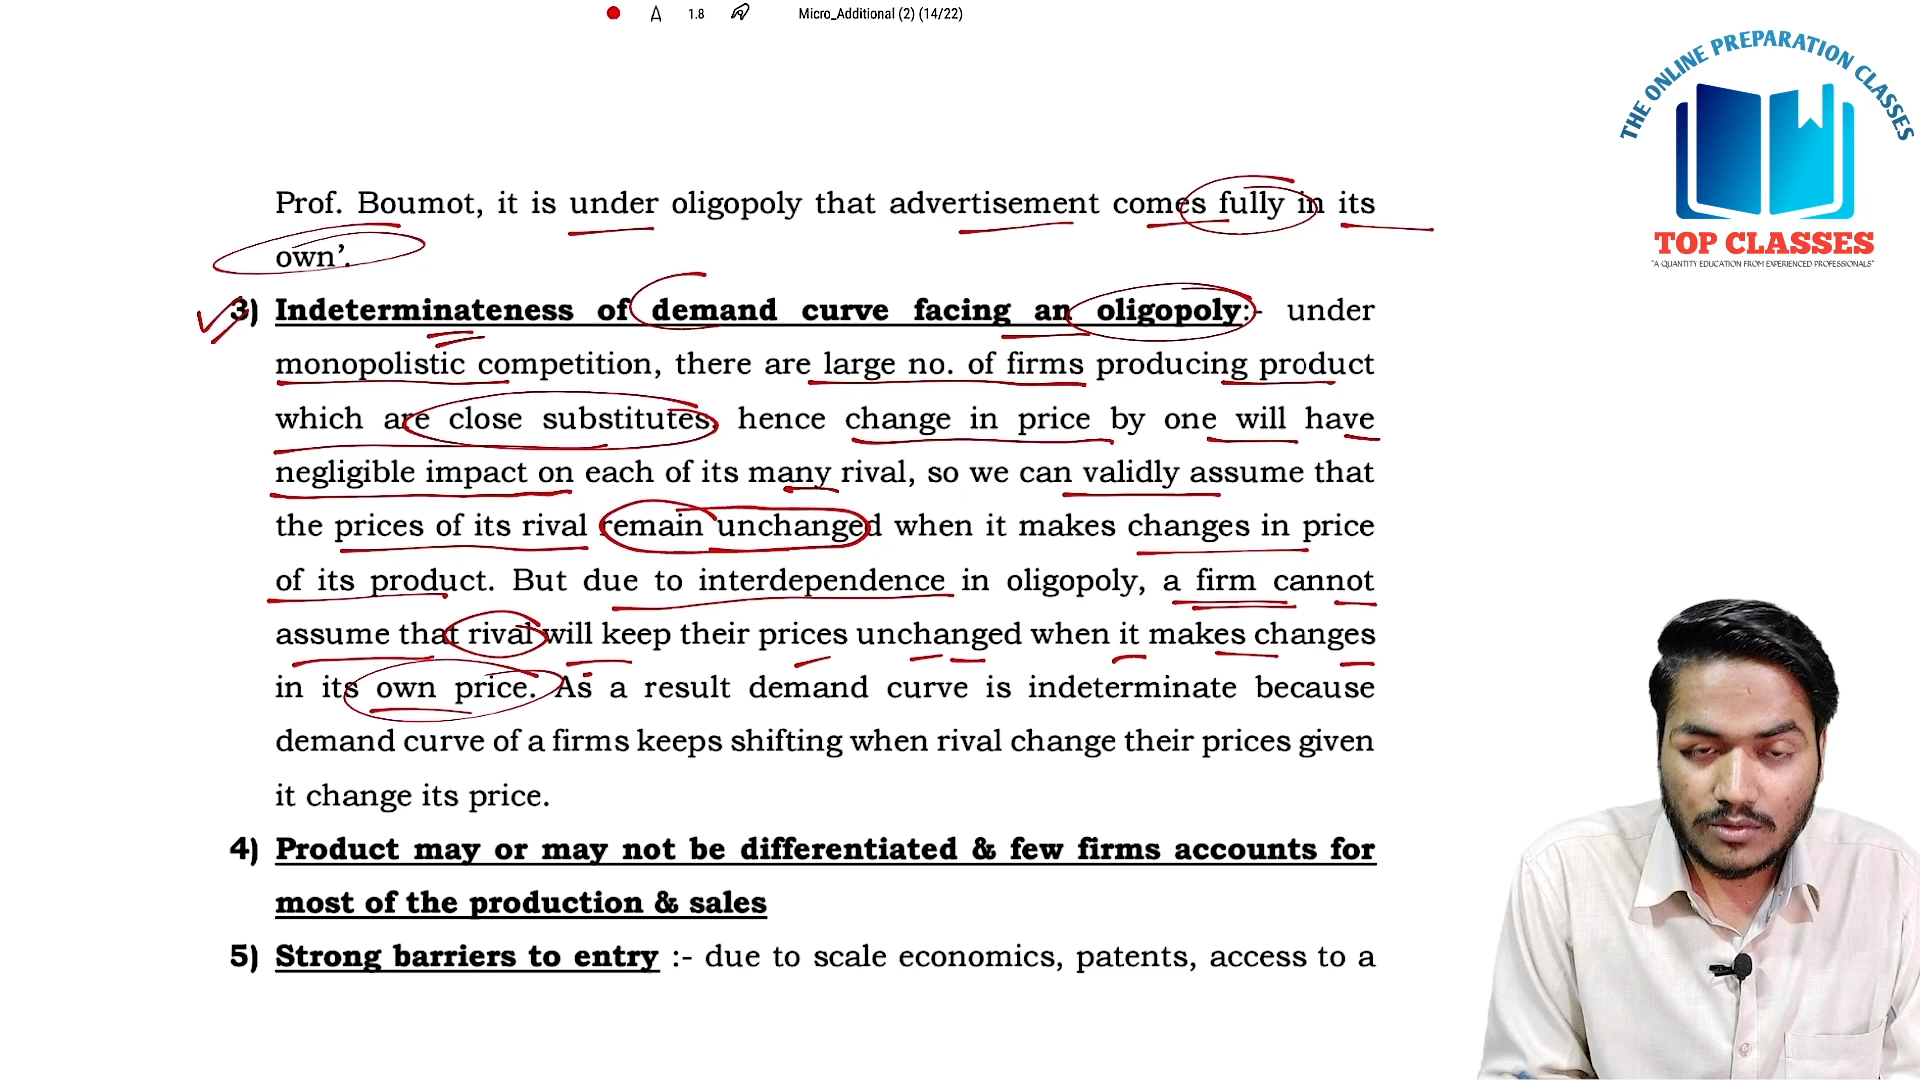 1.8 Micro_Additional (2) (14/22)
THE ONLINE PREPARATION CLASSES
TOP CLASSES
"A QUANTITY EDUCATION FROM EXPERIENCED PROFESSIONALS"
Prof. Boumot, it is under oligopoly that advertisement comes fully in its
own’.
3) Indeterminateness of demand curve facing an oligopoly:- under
monopolistic competition, there are large no. of firms producing product
which are close substitutes, hence change in price by one will have
negligible impact on each of its many rival, so we can validly assume that
the prices of its rival remain unchanged when it makes changes in price
of its product. But due to interdependence in oligopoly, a firm cannot
assume that rival will keep their prices unchanged when it makes changes
in its own price. As a result demand curve is indeterminate because
demand curve of a firms keeps shifting when rival change their prices given
it change its price.
4) Product may or may not be differentiated & few firms accounts for
most of the production & sales
5) Strong barriers to entry :- due to scale economics, patents, access to a